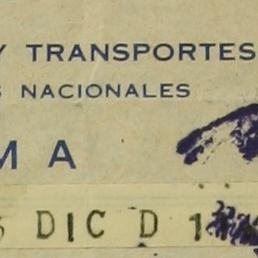 Y TRANSPORTES
S NACIONALES
M A
DIC D 1